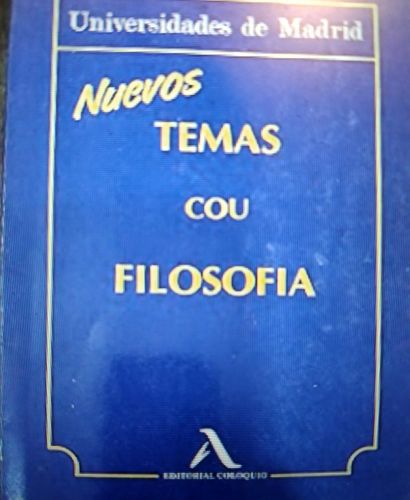 Universidades de Madrid
Nuevos
TEMAS
COU
FILOSOFIA
EDITORIAL COLOQUIO